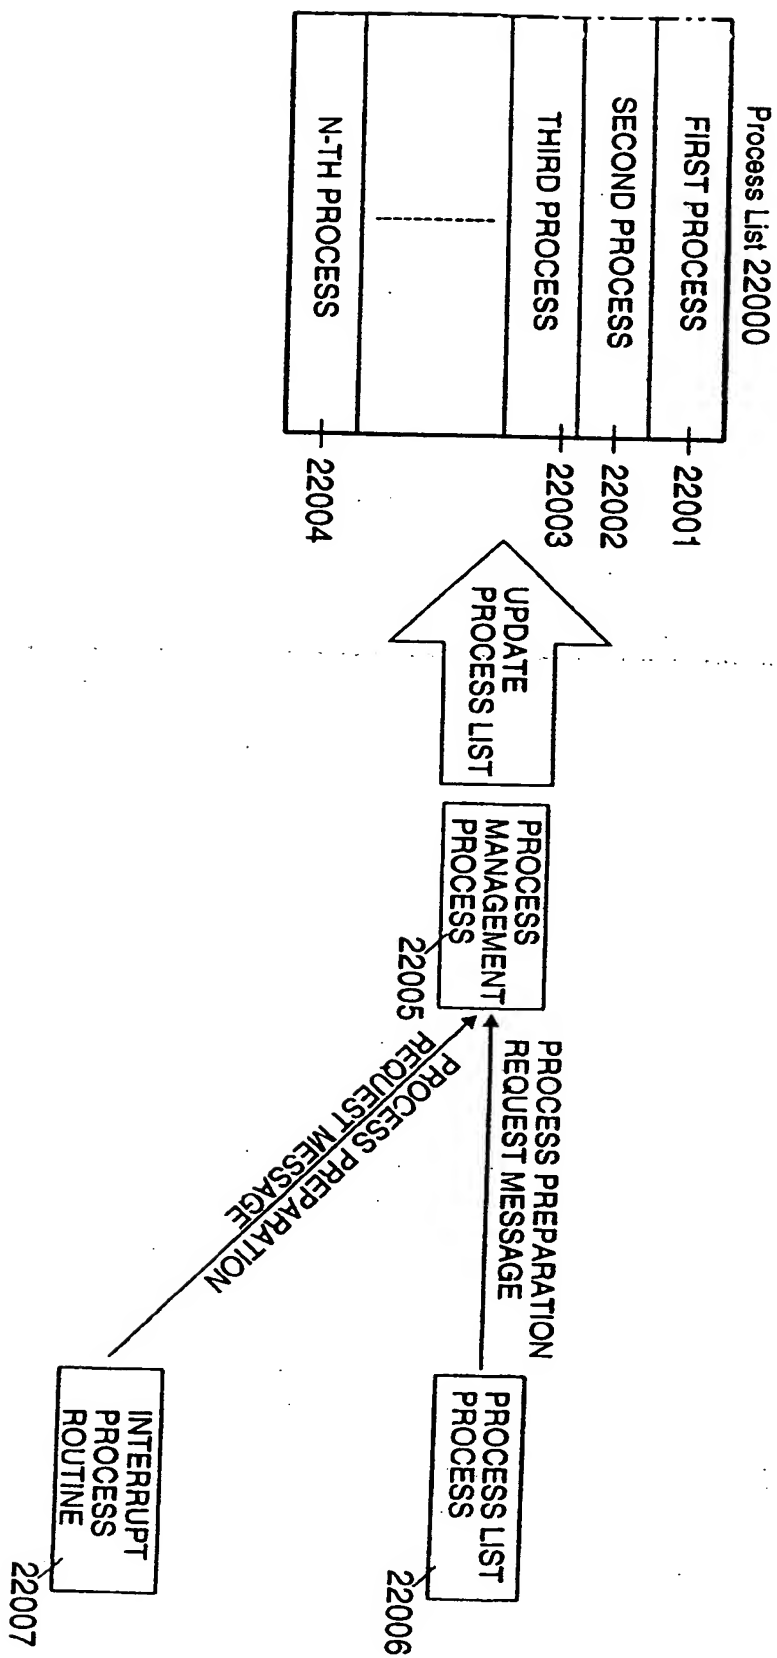 Process List 22000
FIRST PROCESS
22001
SECOND PROCESS
22002
THIRD PROCESS
22003
N-TH PROCESS
22004
UPDATE
PROCESS LIST
PROCESS
MANAGEMENT
PROCESS
22005
PROCESS PREPARATION
REQUEST MESSAGE
PROCESS PREPARATION
REQUEST MESSAGE
PROCESS LIST
PROCESS
22006
INTERRUPT
PROCESS
ROUTINE
22007